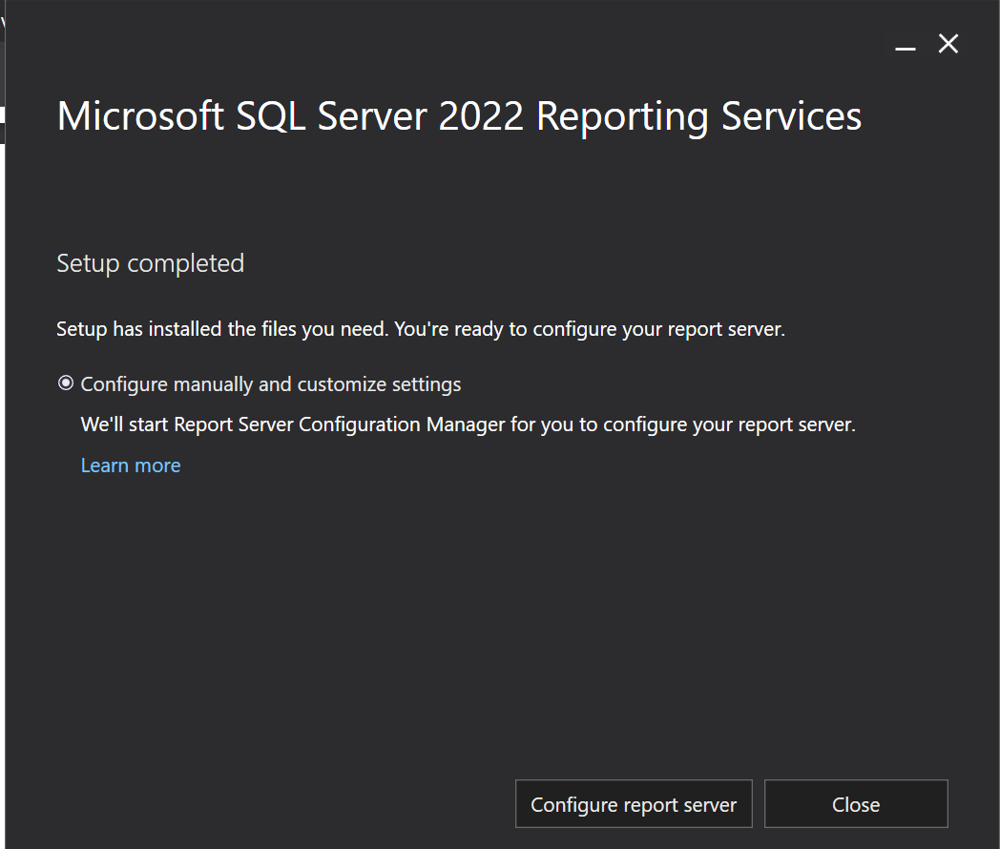 Microsoft SQL Server 2022 Reporting Services
Setup completed
Setup has installed the files you need. You're ready to configure your report server.
Configure manually and customize settings
We'll start Report Server Configuration Manager for you to configure your report server.
Learn more
Configure report server
Close